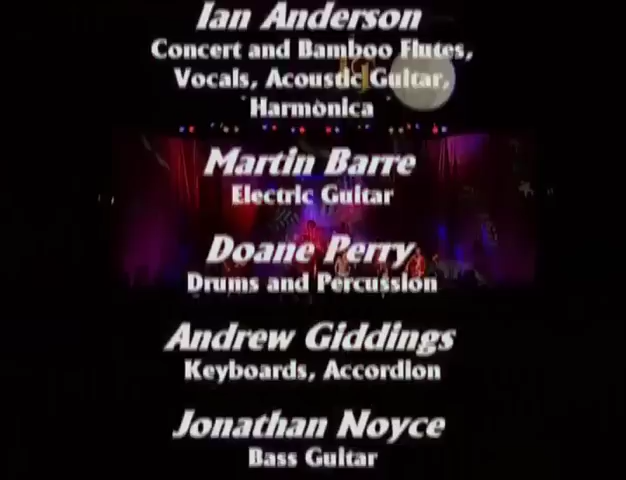 Ian Anderson
Concert and Bamboo Flutes,
Vocals, Acoustic Guitar,
Harmonica
Martin Barre
Electric Guitar
Doane Perry
Drums and Percussion
Andrew Giddings
Keyboards, Accordion
Jonathan Noyce
Bass Guitar